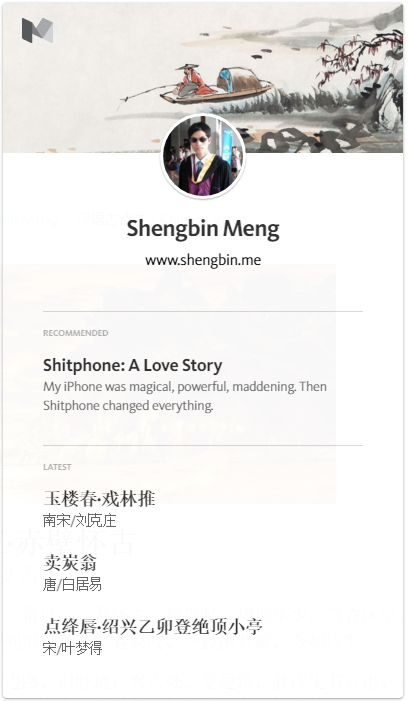 Shengbin Meng
www.shengbin.me
RECOMMENDED
Shitphone: A Love Story
My iPhone was magical, powerful, maddening. Then
Shitphone changed everything.
LATEST
玉楼春·戏林推
南宋/刘克庄
卖炭翁
唐/白居易
点绛唇·绍兴乙卯登绝顶小亭
宋/叶梦得